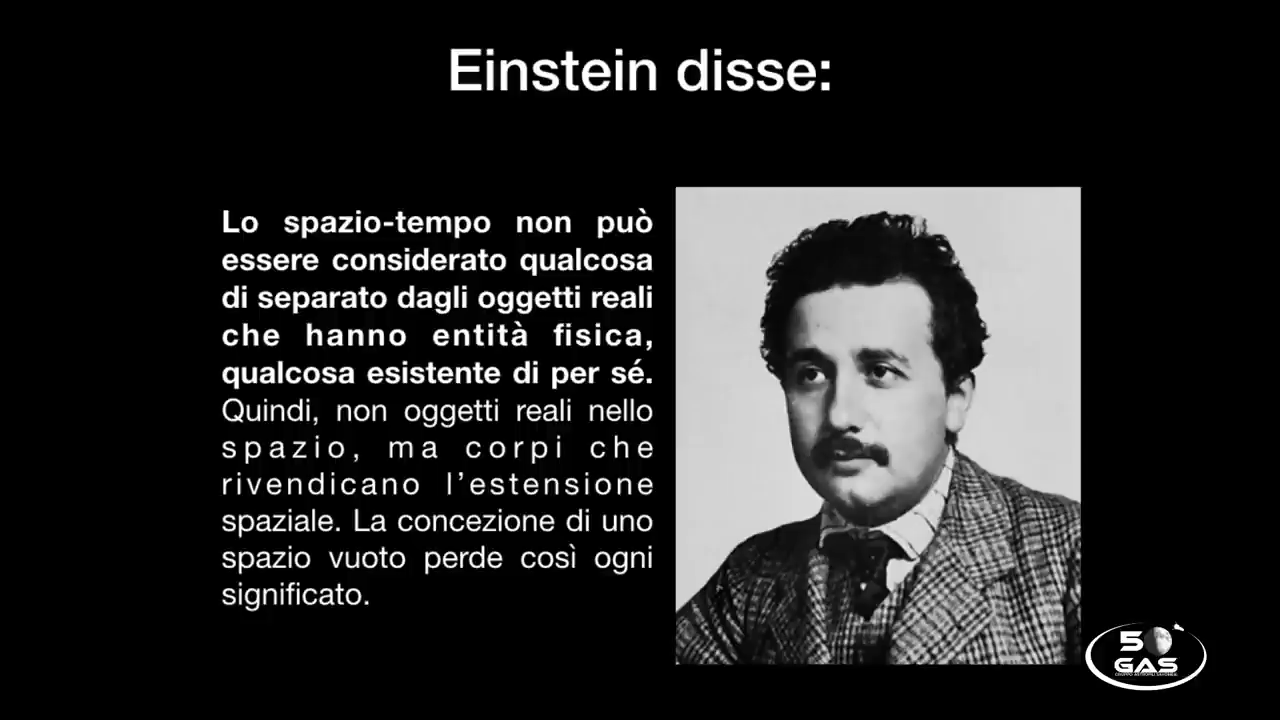 Einstein disse:
Lo spazio-tempo non può
essere considerato qualcosa
di separato dagli oggetti reali
che hanno entità fisica,
qualcosa esistente di per sé.
Quindi, non oggetti reali nello
spazio, ma corpi che
rivendicano l'estensione
spaziale. La concezione di uno
spazio vuoto perde così ogni
significato.
50
GAS